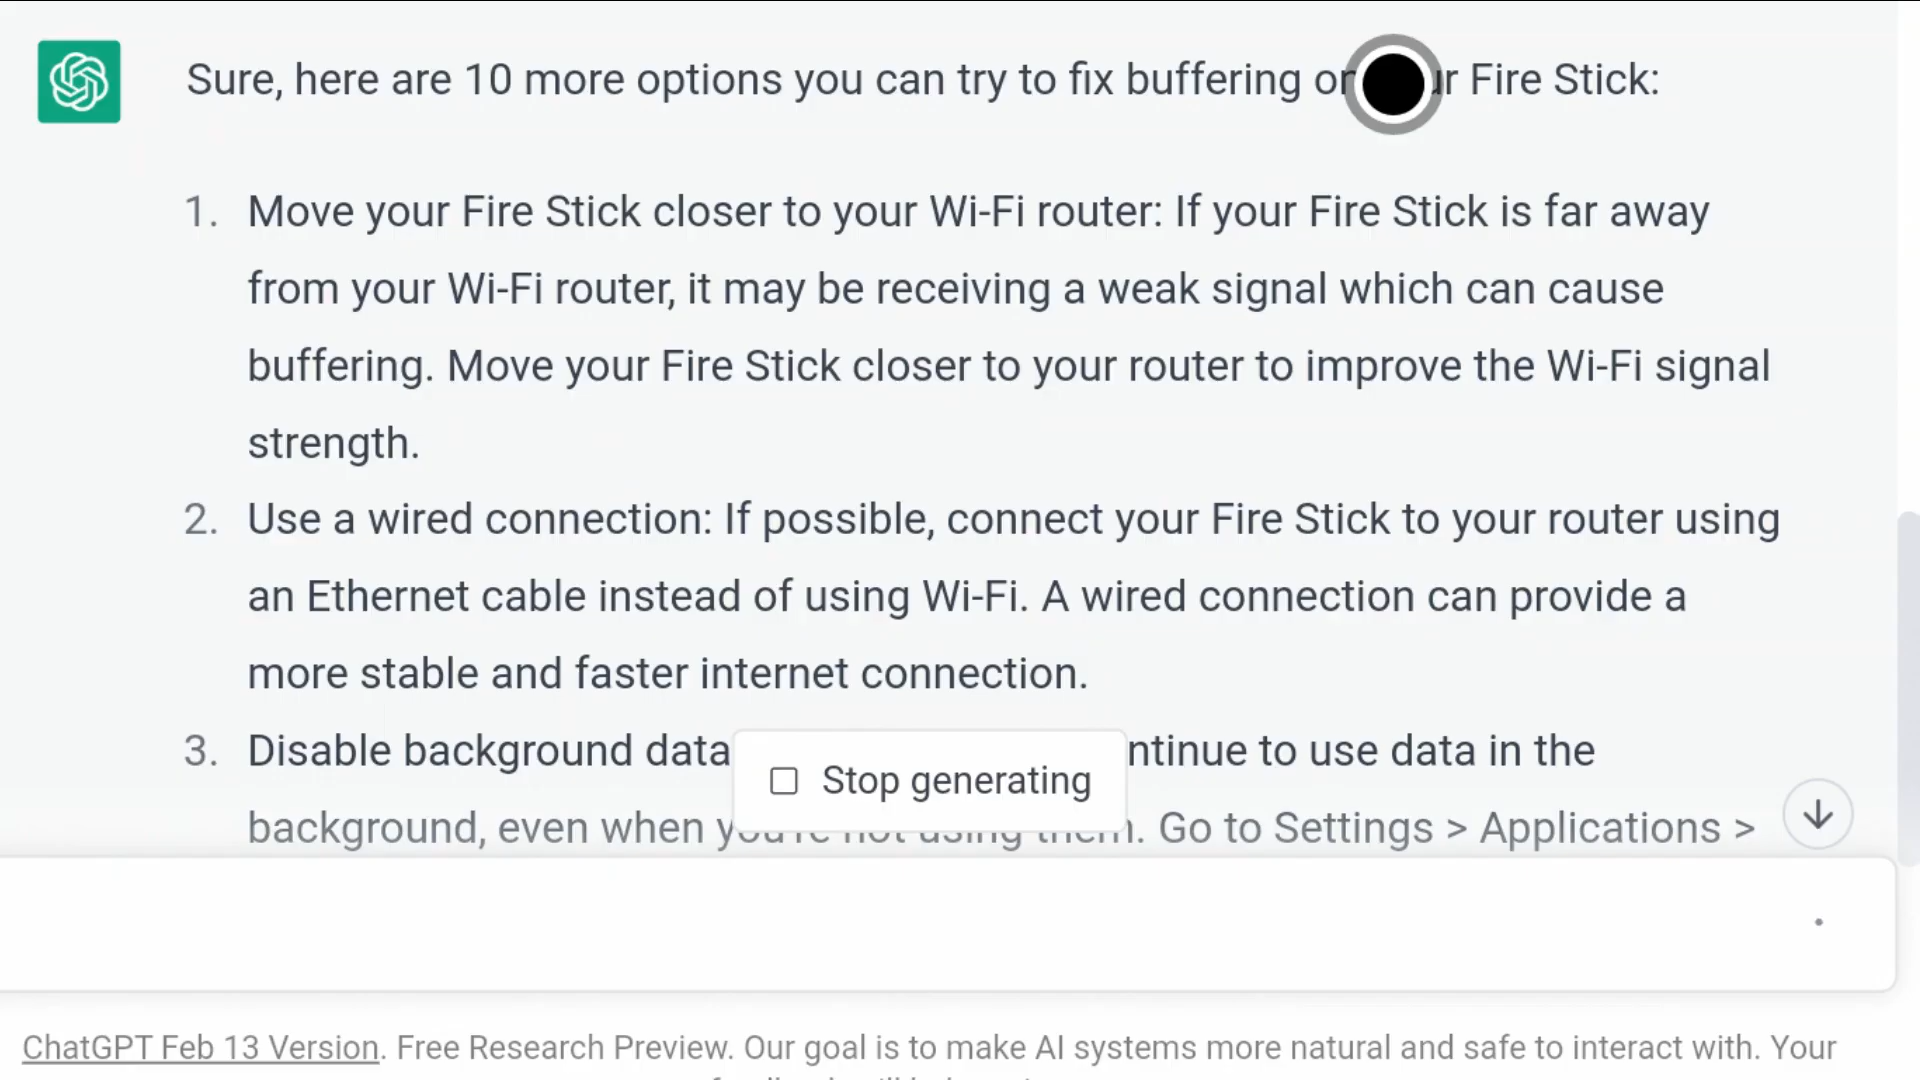 Sure, here are 10 more options you can try to fix buffering on Fire Stick:
1. Move your Fire Stick closer to your Wi-Fi router: If your Fire Stick is far away
from your Wi-Fi router, it may be receiving a weak signal which can cause
buffering. Move your Fire Stick closer to your router to improve the Wi-Fi signal
strength.
2. Use a wired connection: If possible, connect your Fire Stick to your router using
an Ethernet cable instead of using Wi-Fi. A wired connection can provide a
more stable and faster internet connection.
3. Disable background data ntinue to use data in the
Stop generating
background, even when you're not using them. Go to Settings > Applications >
ChatGPT Feb 13 Version. Free Research Preview. Our goal is to make AI systems more natural and safe to interact with. Your